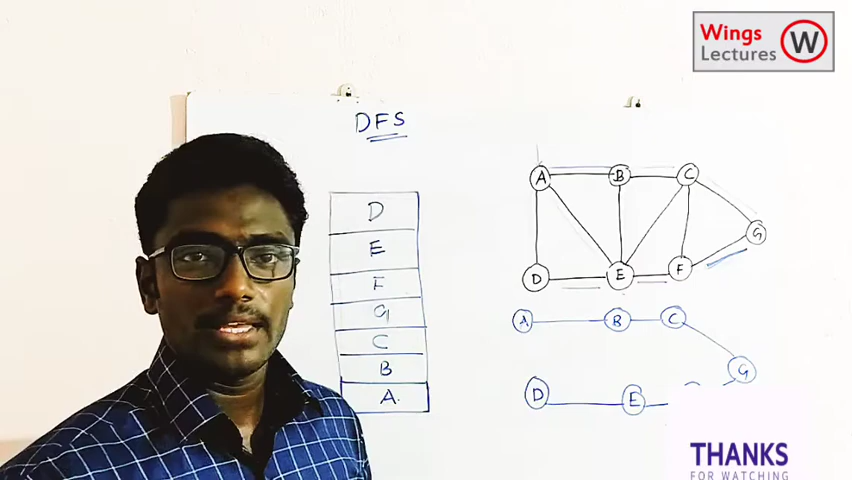 Wings
Lectures
W
DFS
D
E
F
G
C
B
A.
A B C
G
D E F
A B C
G
D E
THANKS
FOR WATCHING